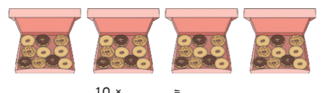 10 × =